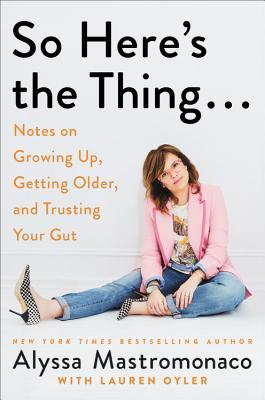 So Here's
the Thing...
Notes on
Growing Up,
Getting Older,
and Trusting
Your Gut
NEW YORK TIMES BESTSELLING AUTHOR
Alyssa Mastromonaco
WITH LAUREN OYLER